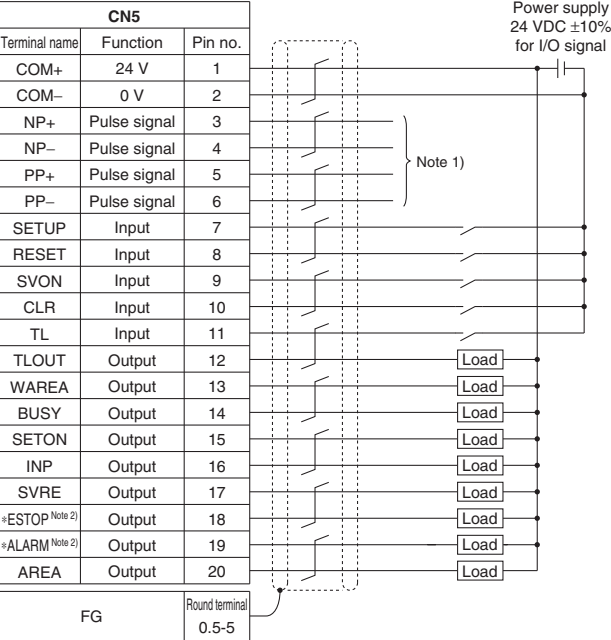 Power supply
24 VDC ±10%
for I/O signal
CN5
Terminal name Function Pin no.
COM+ 24 V 1
COM– 0 V 2
NP+ Pulse signal 3
NP– Pulse signal 4
PP+ Pulse signal 5
PP– Pulse signal 6
Note 1)
SETUP Input 7
RESET Input 8
SVON Input 9
CLR Input 10
TL Input 11
TLOUT Output 12 Load
WAREA Output 13 Load
BUSY Output 14 Load
SETON Output 15 Load
INP Output 16 Load
SVRE Output 17 Load
*ESTOP Note 2) Output 18 Load
*ALARM Note 2) Output 19 Load
AREA Output 20 Load
FG Round terminal
0.5-5